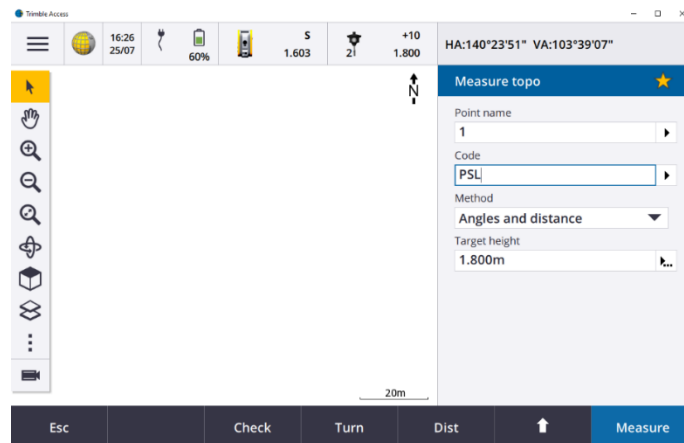 Trimble Access
16:26
25/07
60%
S
1.603
2
+10
1.800
HA:140°23'51" VA:103°39'07"
N
Measure topo
Point name
1
Code
PSL
Method
Angles and distance
Target height
1.800m
20m
Esc
Check
Turn
Dist
Measure